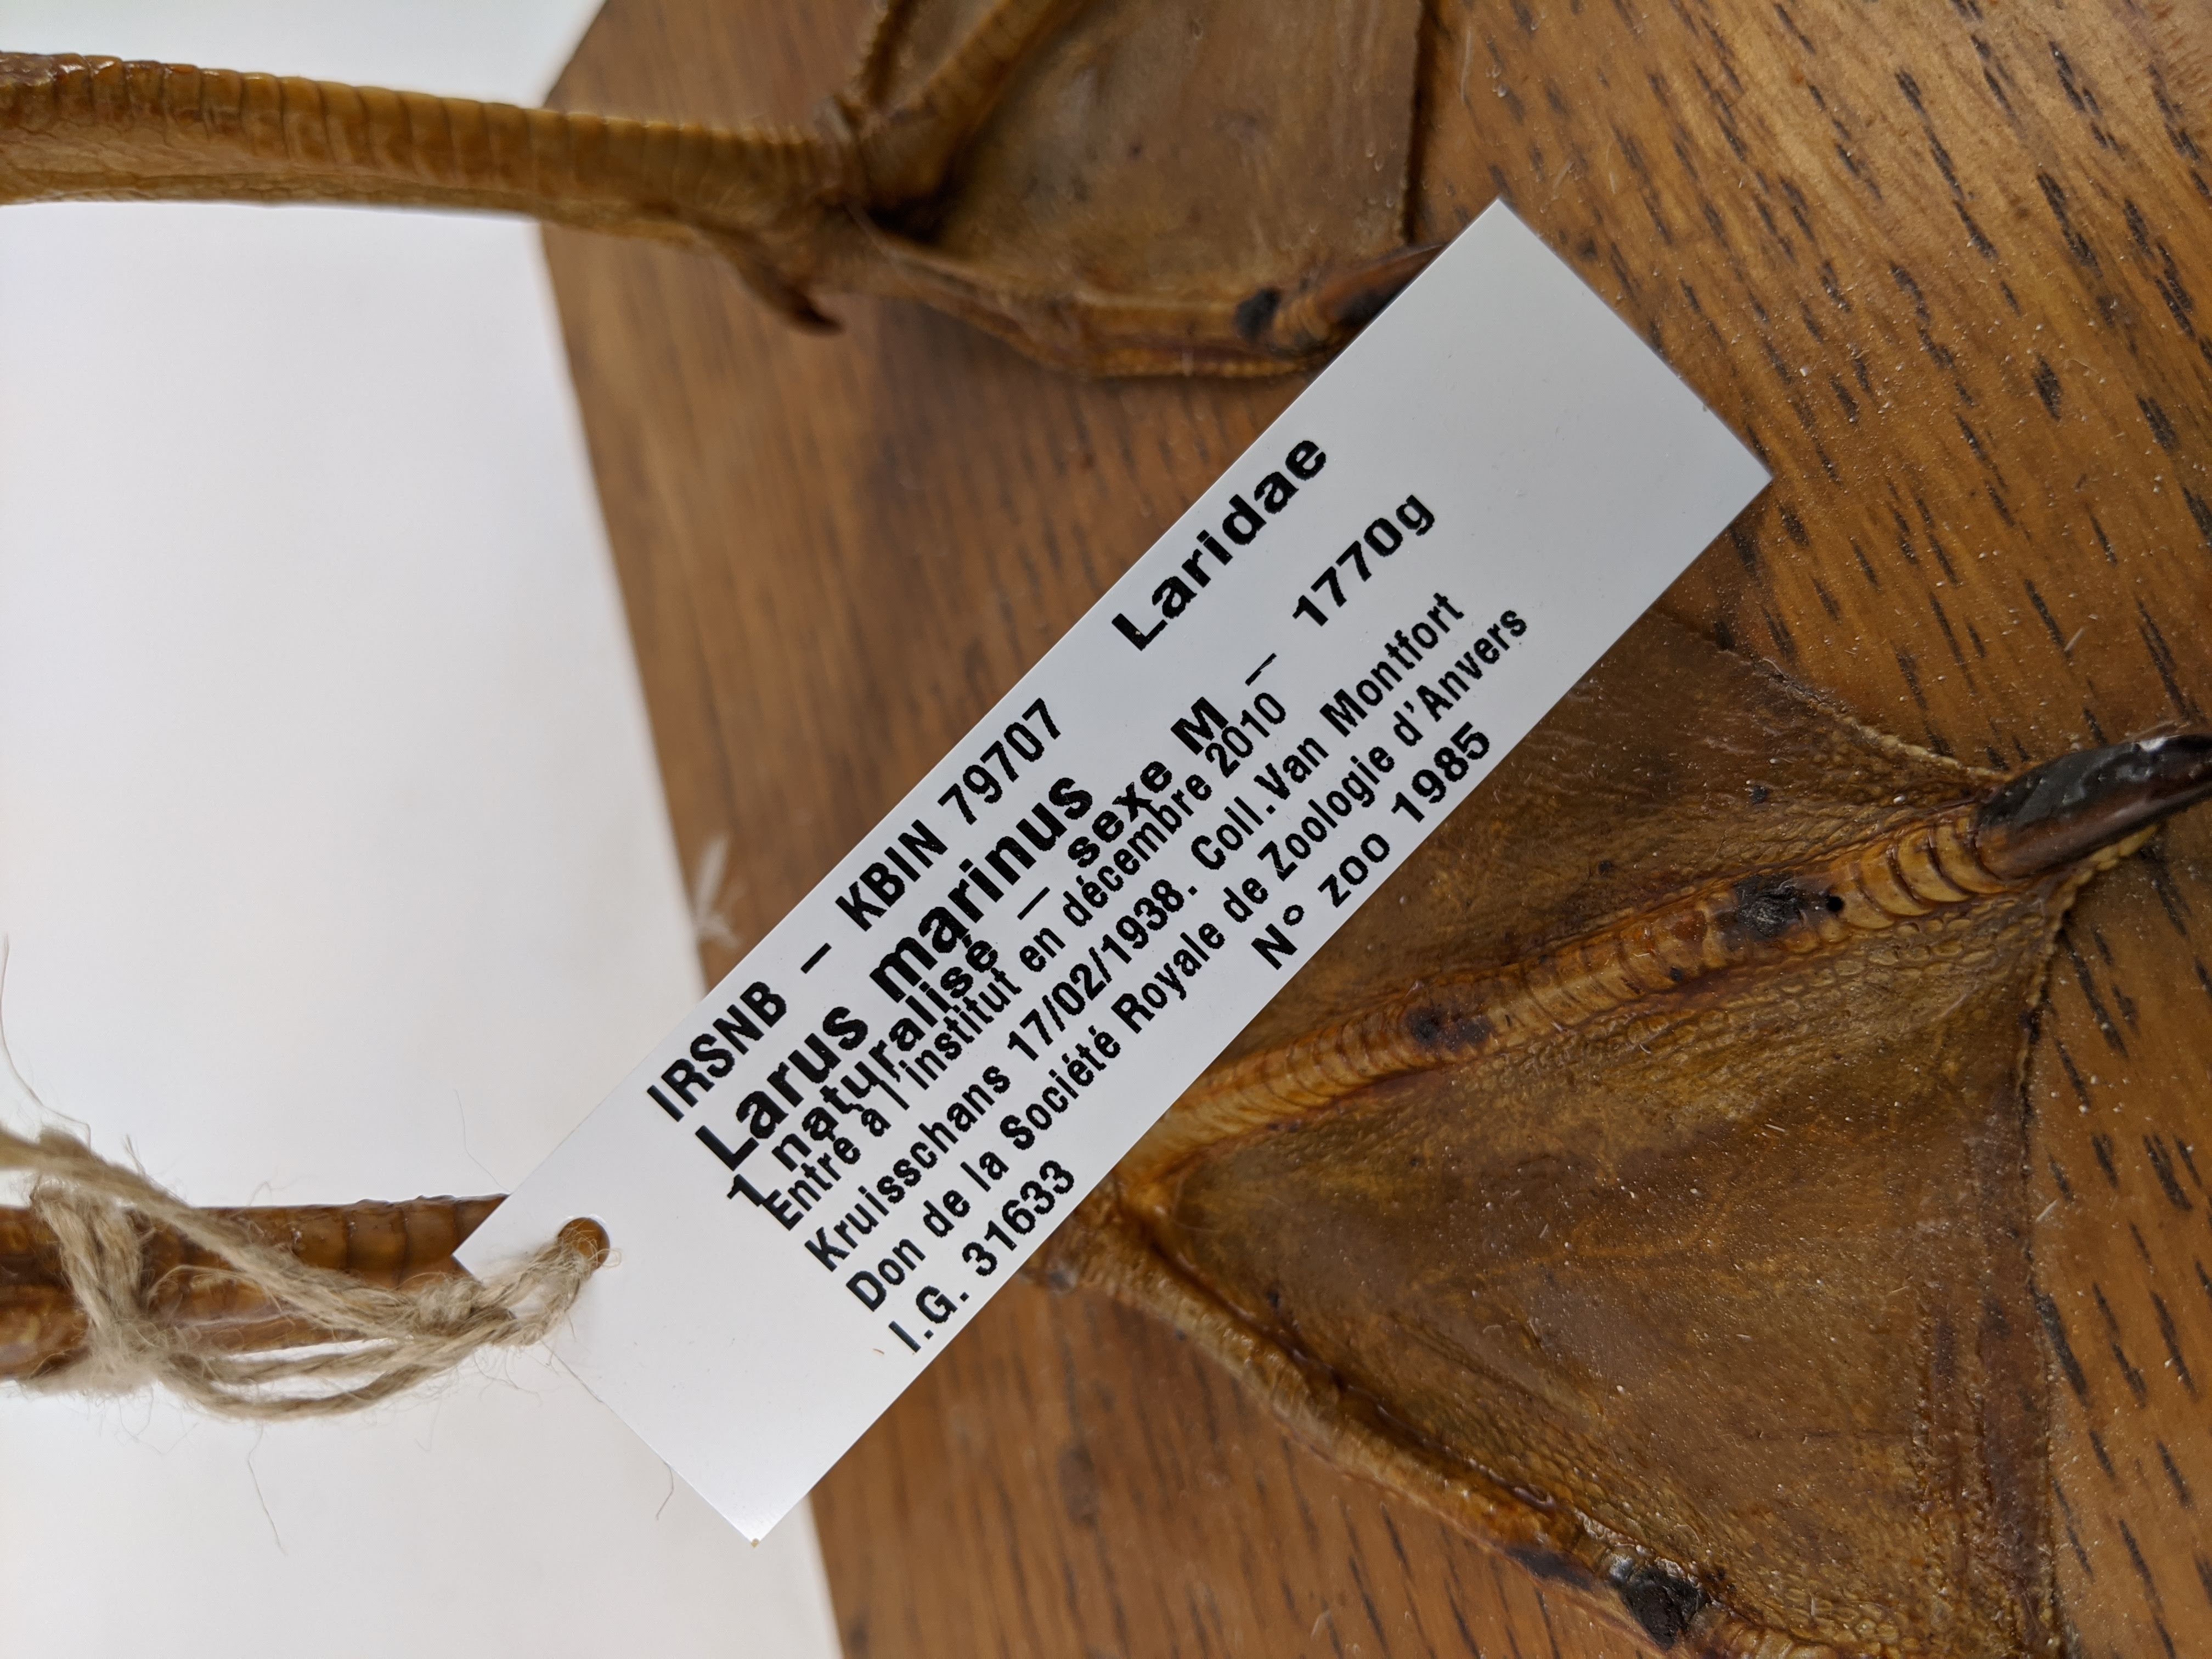 IRSNB – KBIN 79707
Larus marinus Laridae
1 naturalisé – sexe M – 1770g
Entré à l'institut en décembre 2010
Kruisschans 17/02/1938. Coll.Van Montfort
Don de la Société Royale de Zoologie d'Anvers
I.G. 31633 N° zoo 1985